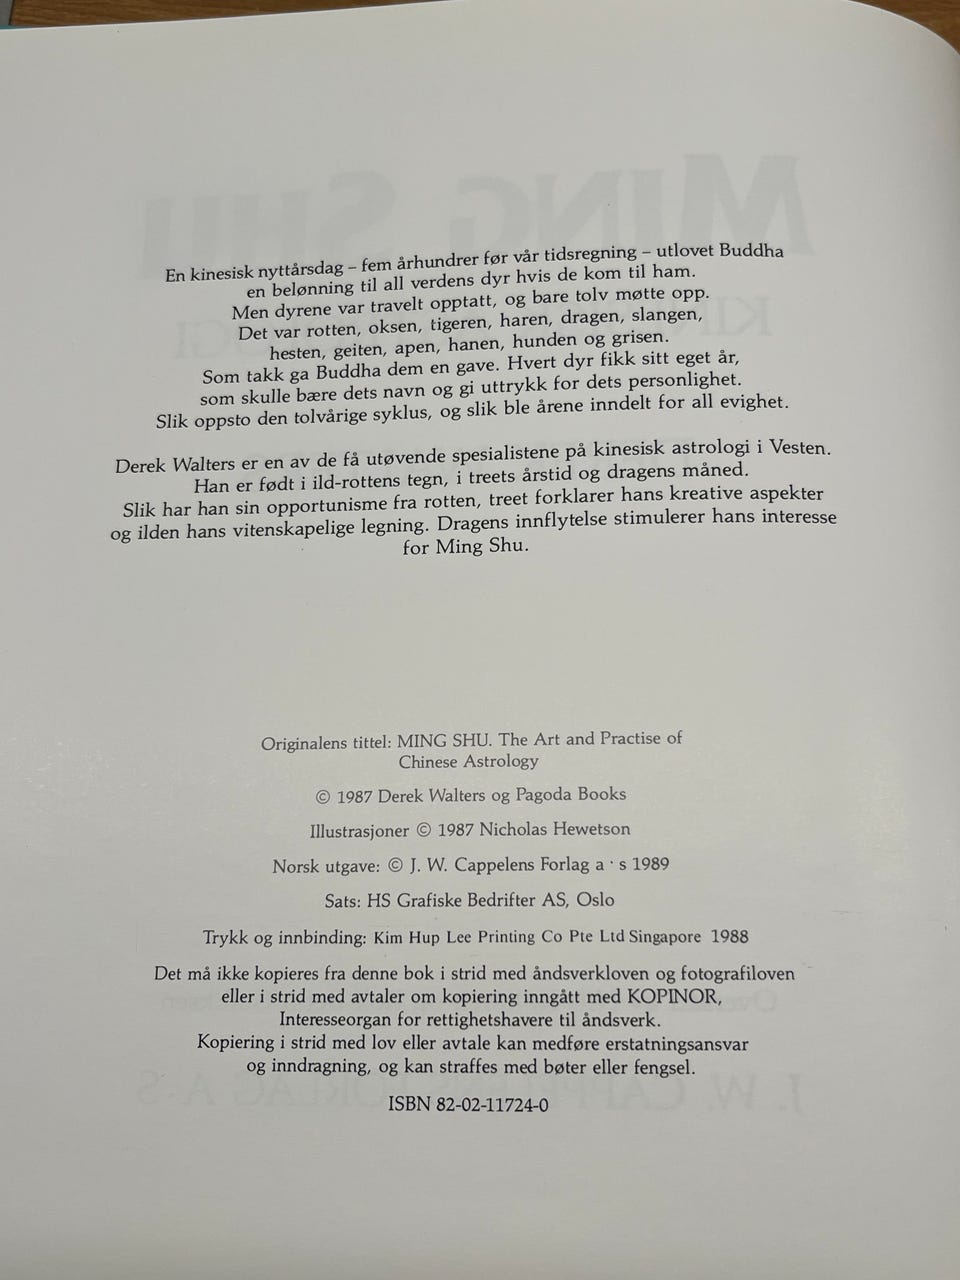 En kinesisk nyttårsdag – fem århundrer før vår tidsregning – utlovet Buddha
en belønning til all verdens dyr hvis de kom til ham.
Men dyrene var travelt opptatt, og bare tolv møtte opp.
Det var rotten, oksen, tigeren, haren, dragen, slangen,
hesten, geiten, apen, hanen, hunden og grisen.
Som takk ga Buddha dem en gave. Hvert dyr fikk sitt eget år,
som skulle bære dets navn og gi uttrykk for dets personlighet.
Slik oppsto den tolvårige syklus, og slik ble årene inndelt for all evighet.
Derek Walters er en av de få utøvende spesialistene på kinesisk astrologi i Vesten.
Han er født i ild-rottens tegn, i treets årstid og dragens måned.
Slik har han sin opportunisme fra rotten, treet forklarer hans kreative aspekter
og ilden hans vitenskapelige legning. Dragens innflytelse stimulerer hans interesse
for Ming Shu.
Originalens tittel: MING SHU. The Art and Practise of
Chinese Astrology
© 1987 Derek Walters og Pagoda Books
Illustrasjoner © 1987 Nicholas Hewetson
Norsk utgave: © J. W. Cappelens Forlag a · s 1989
Sats: HS Grafiske Bedrifter AS, Oslo
Trykk og innbinding: Kim Hup Lee Printing Co Pte Ltd Singapore 1988
Det må ikke kopieres fra denne bok i strid med åndsverkloven og fotografiloven
eller i strid med avtaler om kopiering inngått med KOPINOR,
Interesseorgan for rettighetshavere til åndsverk.
Kopiering i strid med lov eller avtale kan medføre erstatningsansvar
og inndragning, og kan straffes med bøter eller fengsel.
ISBN 82-02-11724-0